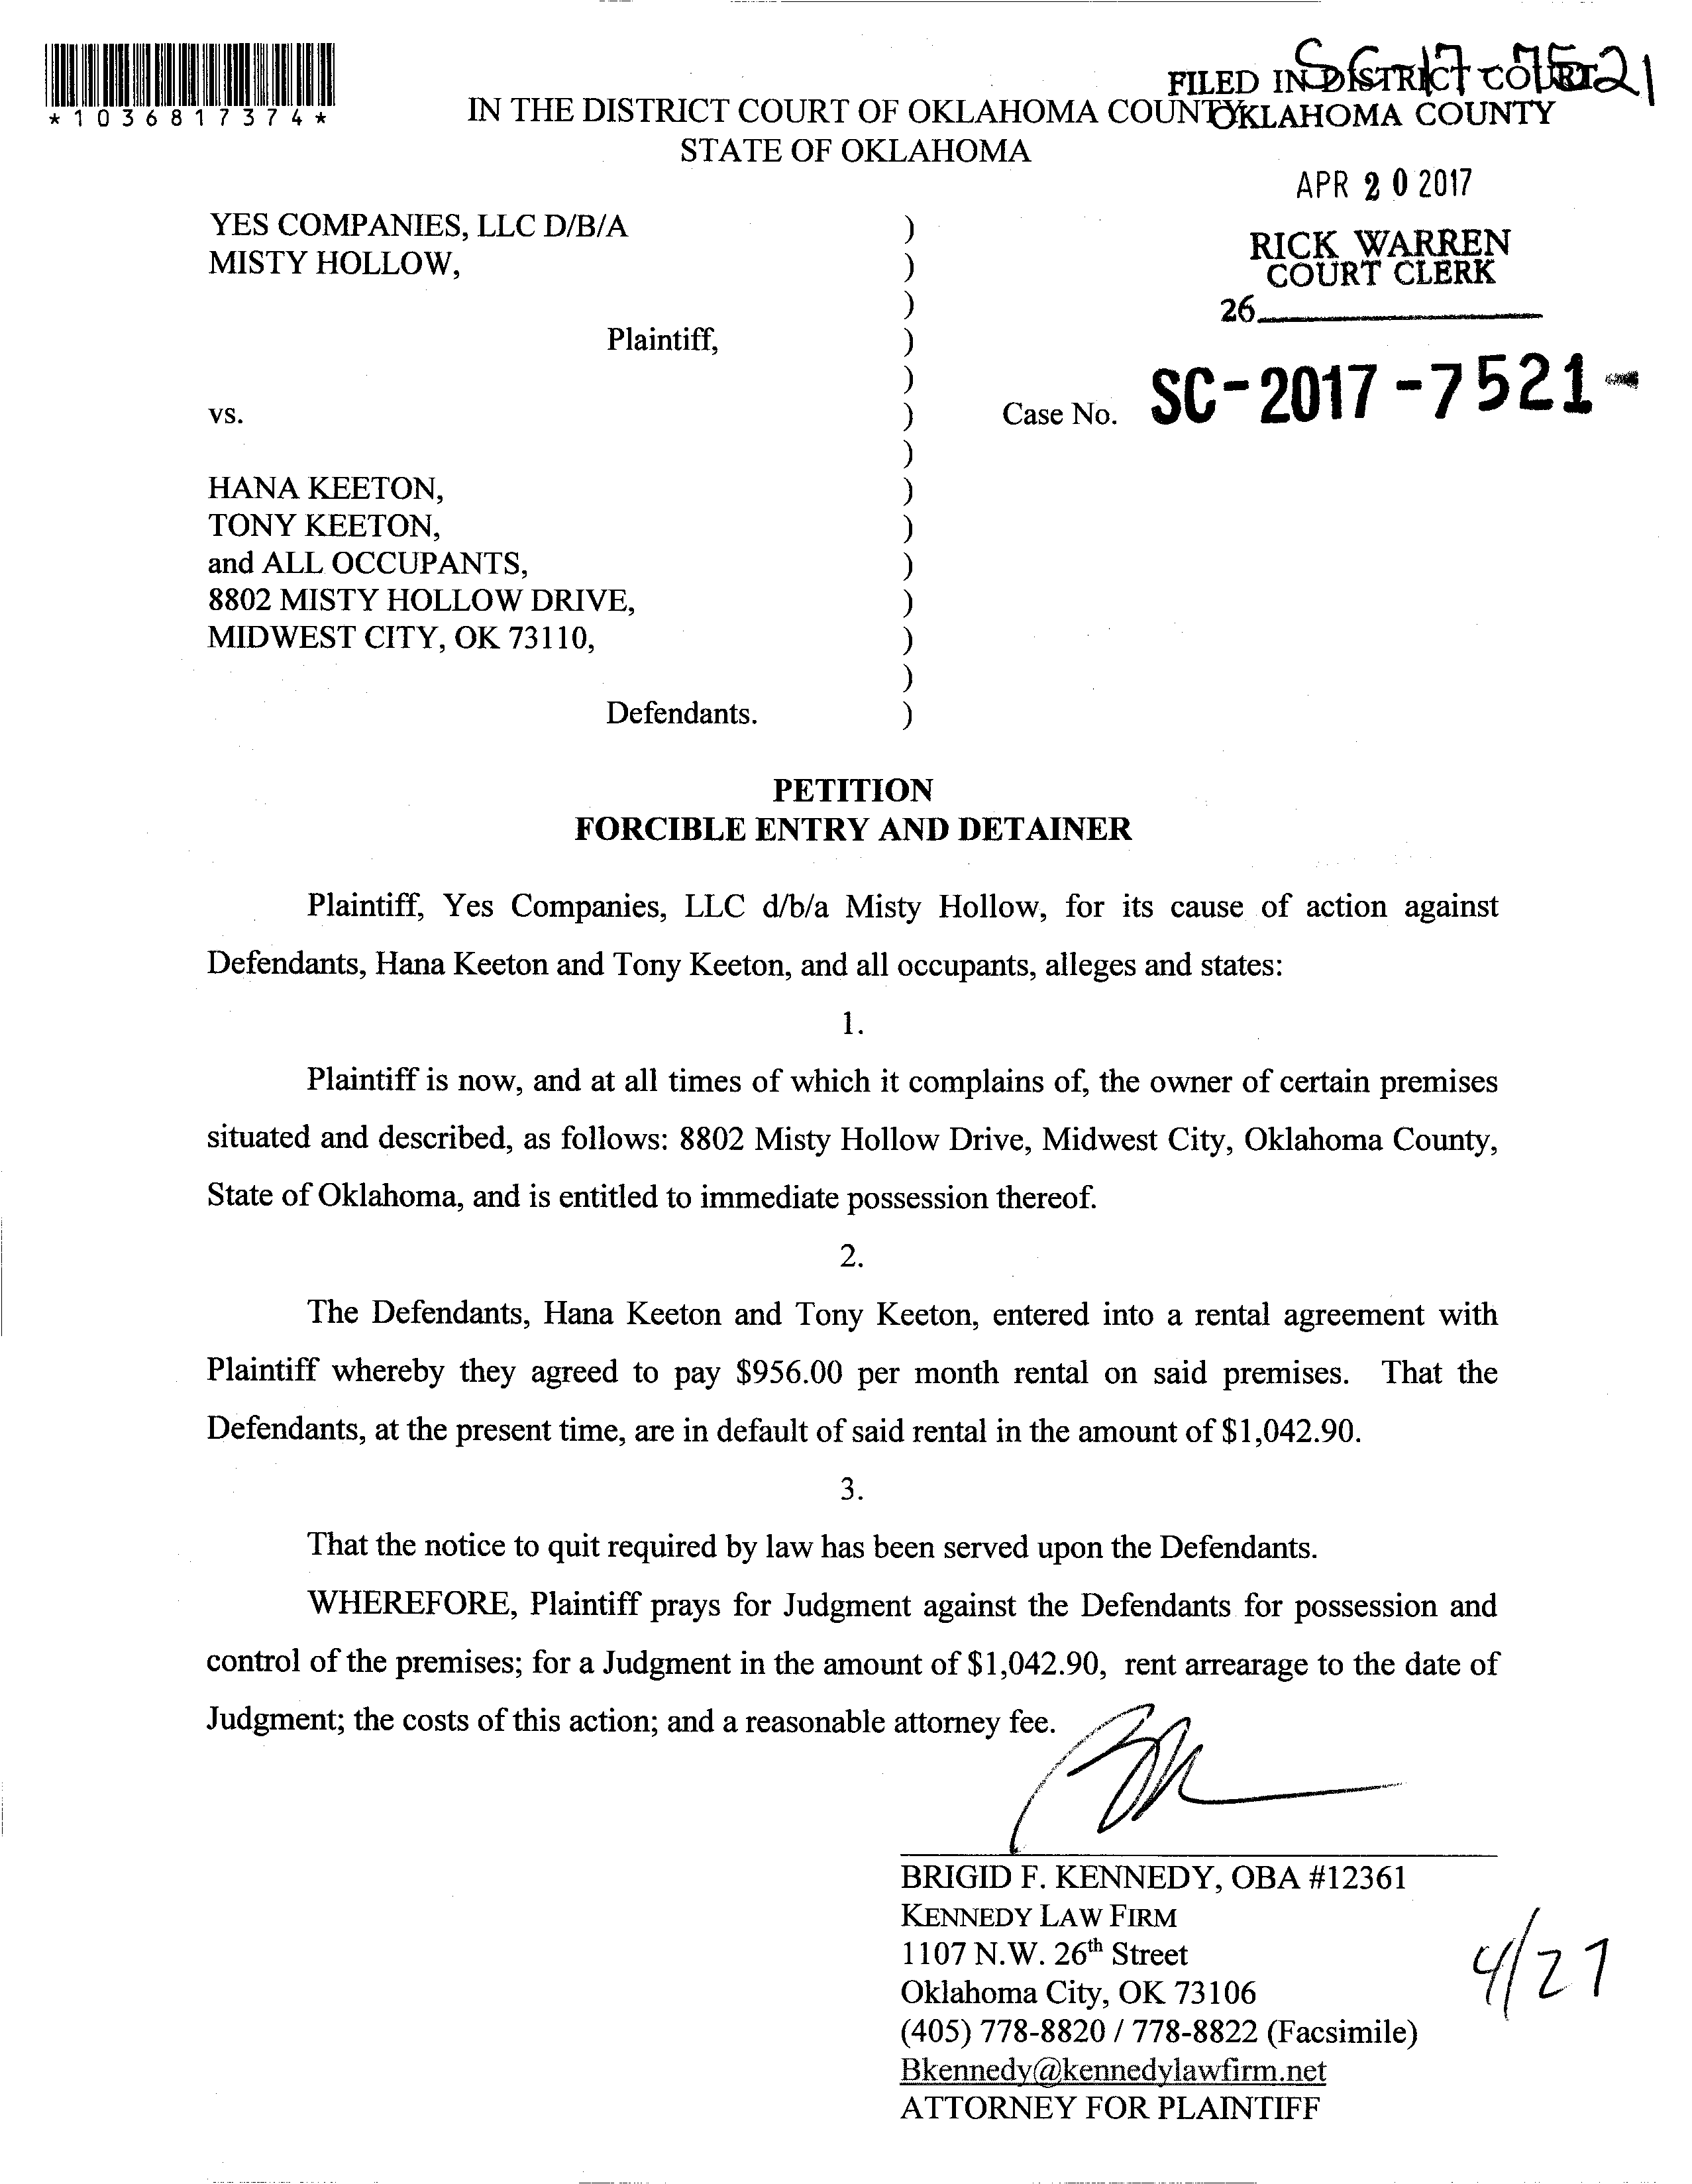 SC-17-7521
FILED IN DISTRICT COURT
OKLAHOMA COUNTY
*1036817374*
IN THE DISTRICT COURT OF OKLAHOMA COUNTY
STATE OF OKLAHOMA
APR 20 2017
RICK WARREN
COURT CLERK
26
YES COMPANIES, LLC D/B/A )
MISTY HOLLOW, )
)
Plaintiff, )
)
vs. ) Case No. SC-2017-7521-
)
HANA KEETON, )
TONY KEETON, )
and ALL OCCUPANTS, )
8802 MISTY HOLLOW DRIVE, )
MIDWEST CITY, OK 73110, )
)
Defendants. )
PETITION
FORCIBLE ENTRY AND DETAINER
Plaintiff, Yes Companies, LLC d/b/a Misty Hollow, for its cause of action against
Defendants, Hana Keeton and Tony Keeton, and all occupants, alleges and states:
1.
Plaintiff is now, and at all times of which it complains of, the owner of certain premises
situated and described, as follows: 8802 Misty Hollow Drive, Midwest City, Oklahoma County,
State of Oklahoma, and is entitled to immediate possession thereof.
2.
The Defendants, Hana Keeton and Tony Keeton, entered into a rental agreement with
Plaintiff whereby they agreed to pay $956.00 per month rental on said premises. That the
Defendants, at the present time, are in default of said rental in the amount of $1,042.90.
3.
That the notice to quit required by law has been served upon the Defendants.
WHEREFORE, Plaintiff prays for Judgment against the Defendants for possession and
control of the premises; for a Judgment in the amount of $1,042.90, rent arrearage to the date of
Judgment; the costs of this action; and a reasonable attorney fee.
BRIGID F. KENNEDY, OBA #12361
KENNEDY LAW FIRM
1107 N.W. 26th Street
Oklahoma City, OK 73106
(405) 778-8820 / 778-8822 (Facsimile)
Bkennedy@kennedylawfirm.net
ATTORNEY FOR PLAINTIFF
4/27